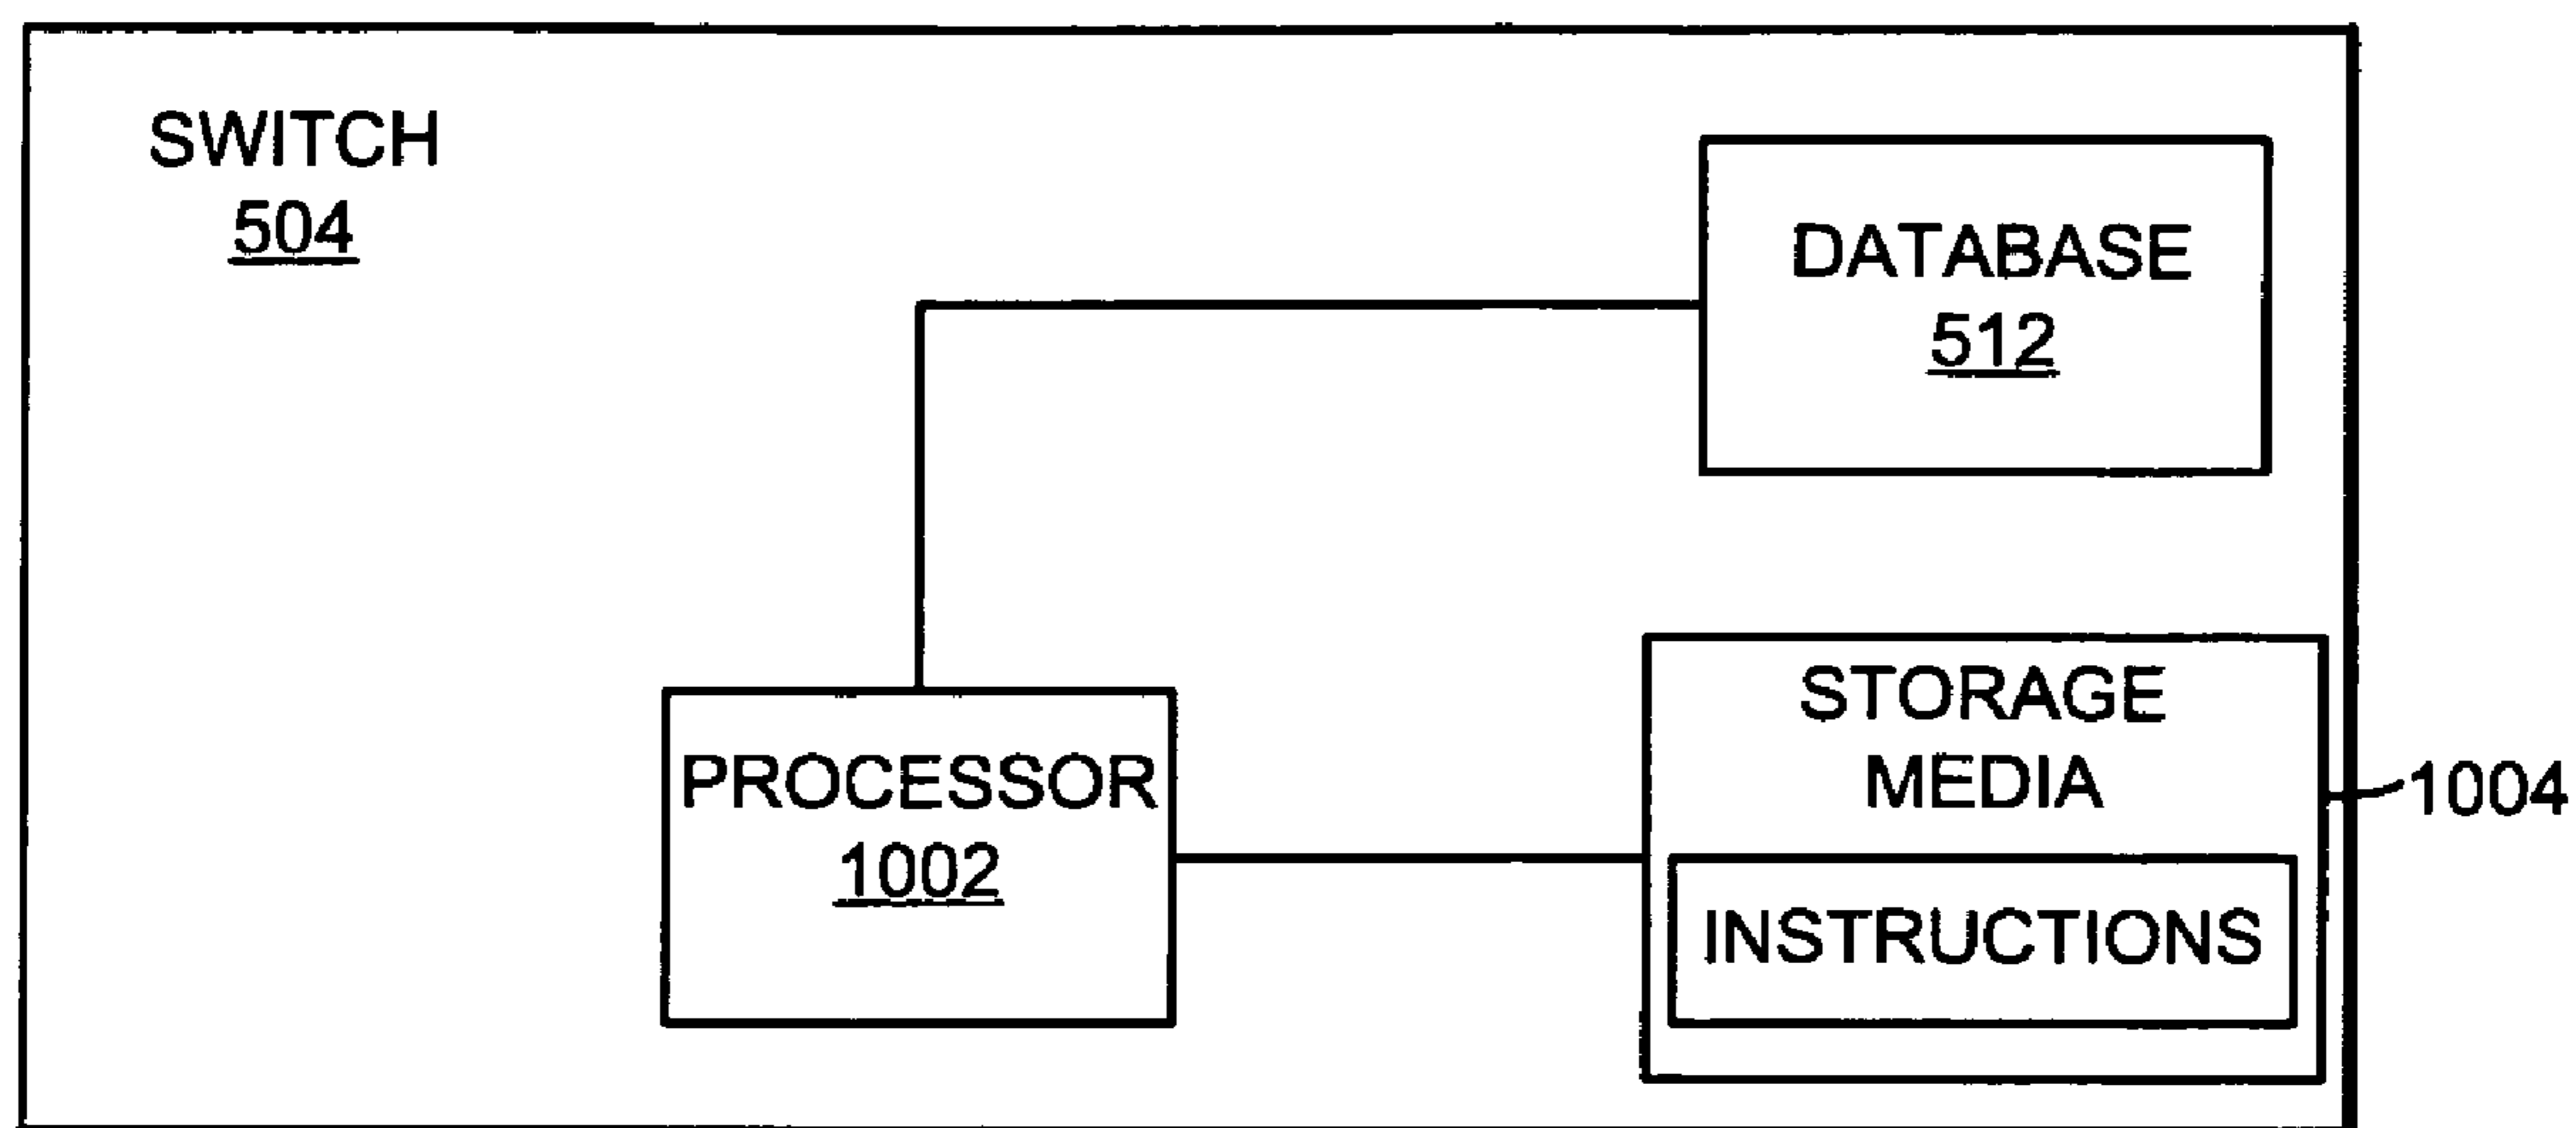 SWITCH
504
DATABASE
512
PROCESSOR
1002
STORAGE
MEDIA
INSTRUCTIONS
1004